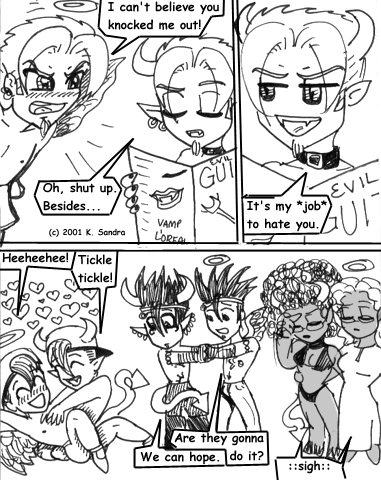 I can't believe you
knocked me out!
Oh, shut up.
Besides...
EVIL
GUI
VAMP
L'OREAL
(c) 2001 K. Sandra
It's my *job*
to hate you.
EVIL
GUIT
Heeheehee!
Tickle
tickle!
Are they gonna
do it?
We can hope.
::sigh::